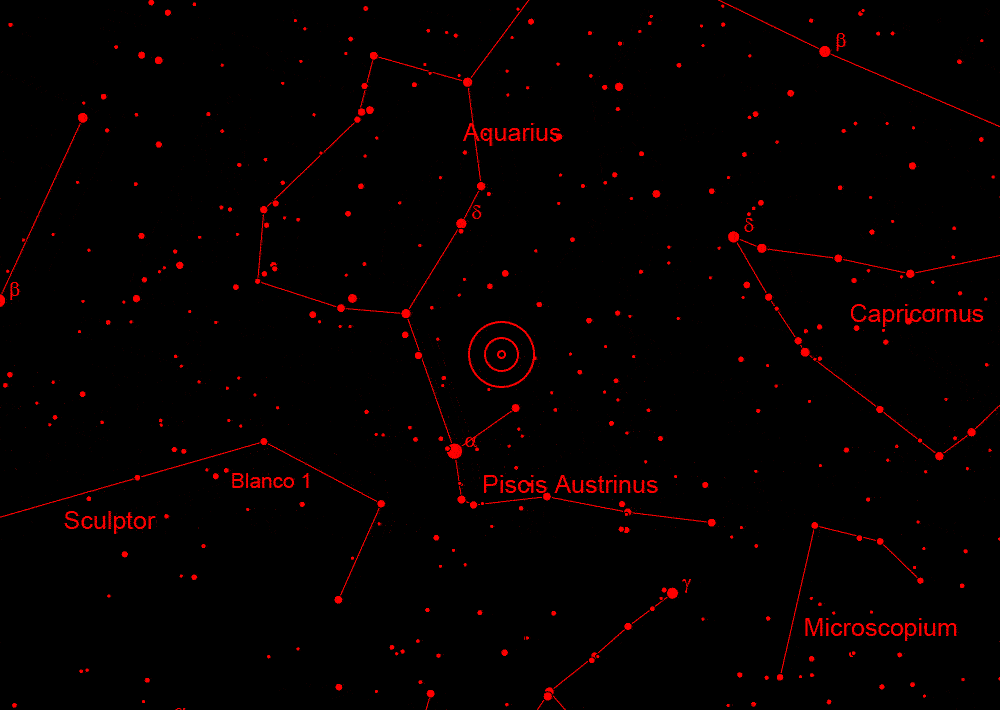 β
Aquarius
δ
δ
β
Capricornus
α
Blanco 1
Piscis Austrinus
Sculptor
γ
Microscopium